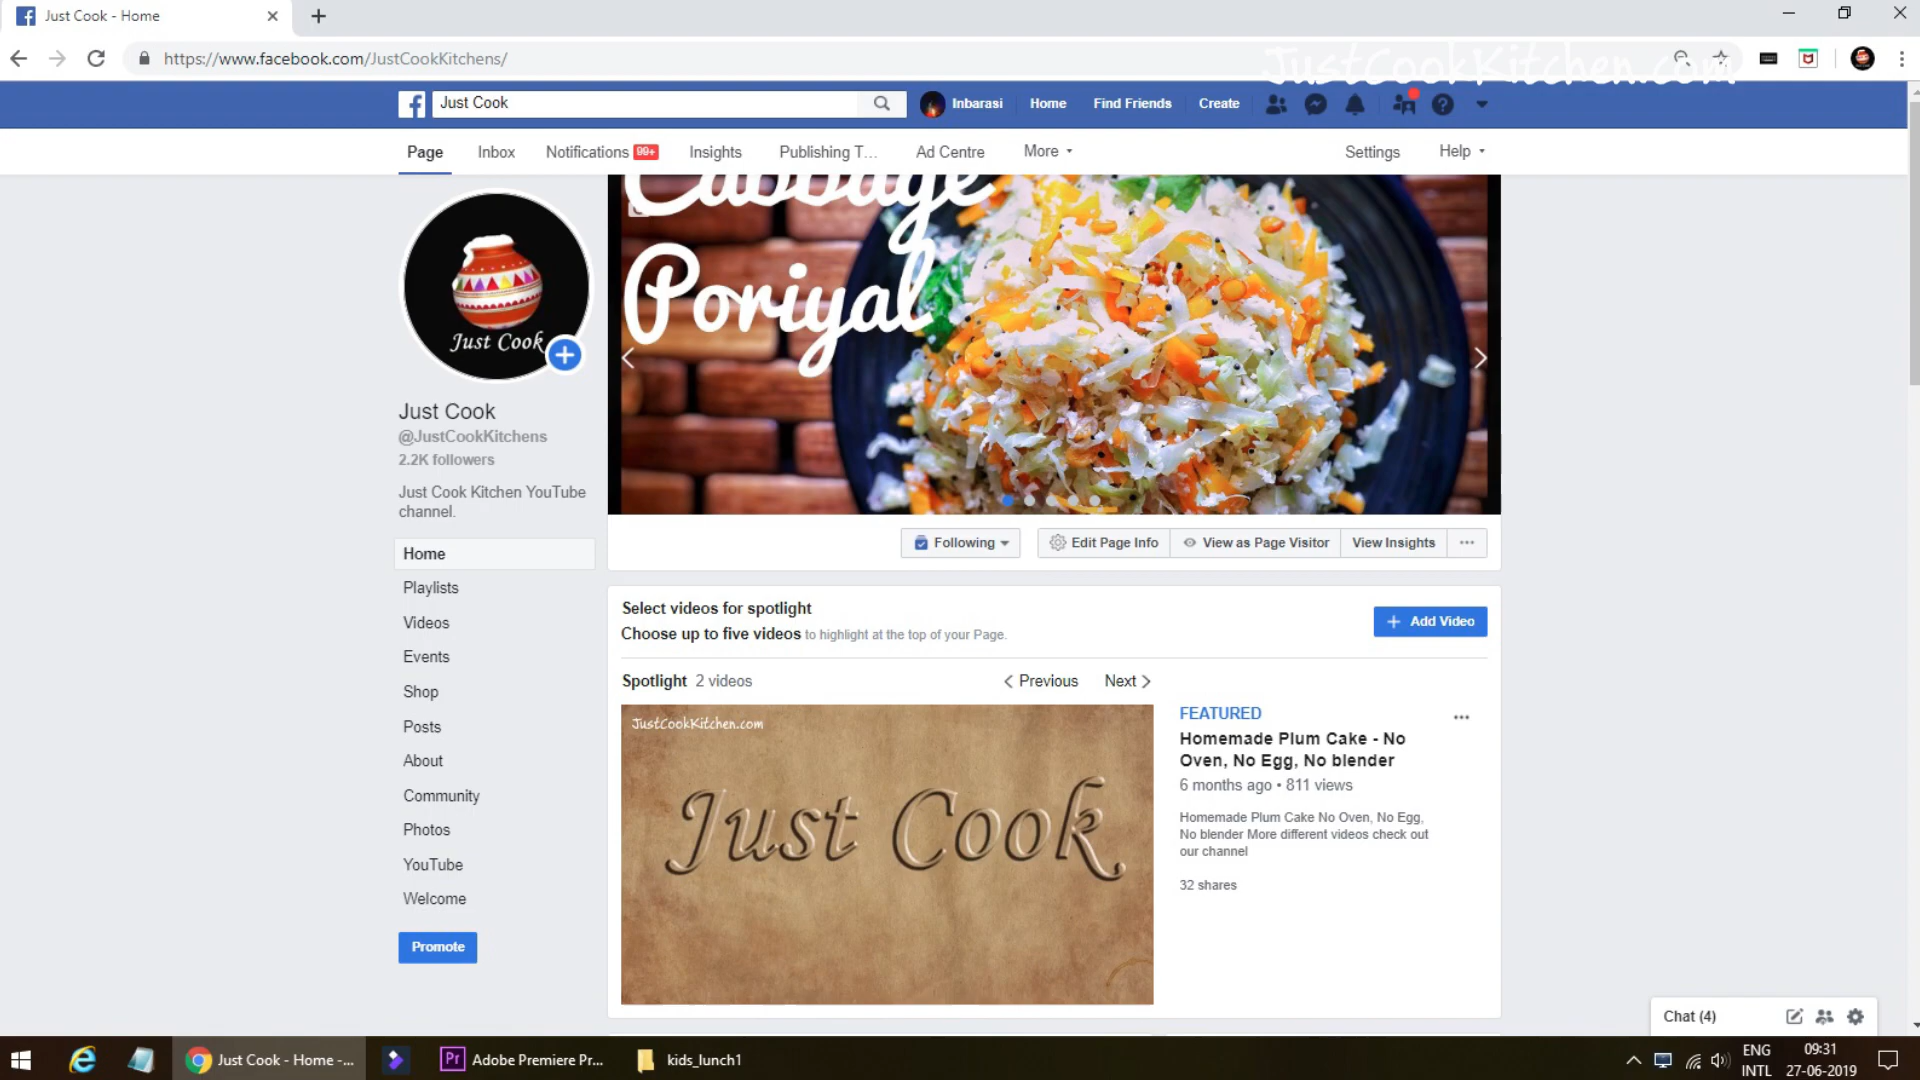 Just Cook - Home
https://www.facebook.com/JustCookKitchens/
JustCookKitchen.com
Just Cook
Inbarasi
Home
Find Friends
Create
Page
Inbox
Notifications 99+
Insights
Publishing T...
Ad Centre
More
Settings
Help
Cabbage
Poriyal
Just Cook
Just Cook
@JustCookKitchens
2.2K followers
Just Cook Kitchen YouTube
channel.
Home
Playlists
Videos
Events
Shop
Posts
About
Community
Photos
YouTube
Welcome
Promote
Following
Edit Page Info
View as Page Visitor
View Insights
Select videos for spotlight
Choose up to five videos to highlight at the top of your Page.
+ Add Video
Spotlight 2 videos
Previous
Next
JustCookKitchen.com
Just Cook
FEATURED
Homemade Plum Cake - No
Oven, No Egg, No blender
6 months ago • 811 views
Homemade Plum Cake No Oven, No Egg,
No blender More different videos check out
our channel
32 shares
Chat (4)
Just Cook - Home -...
Pr
Adobe Premiere Pr...
kids_lunch1
ENG
INTL
09:31
27-06-2019